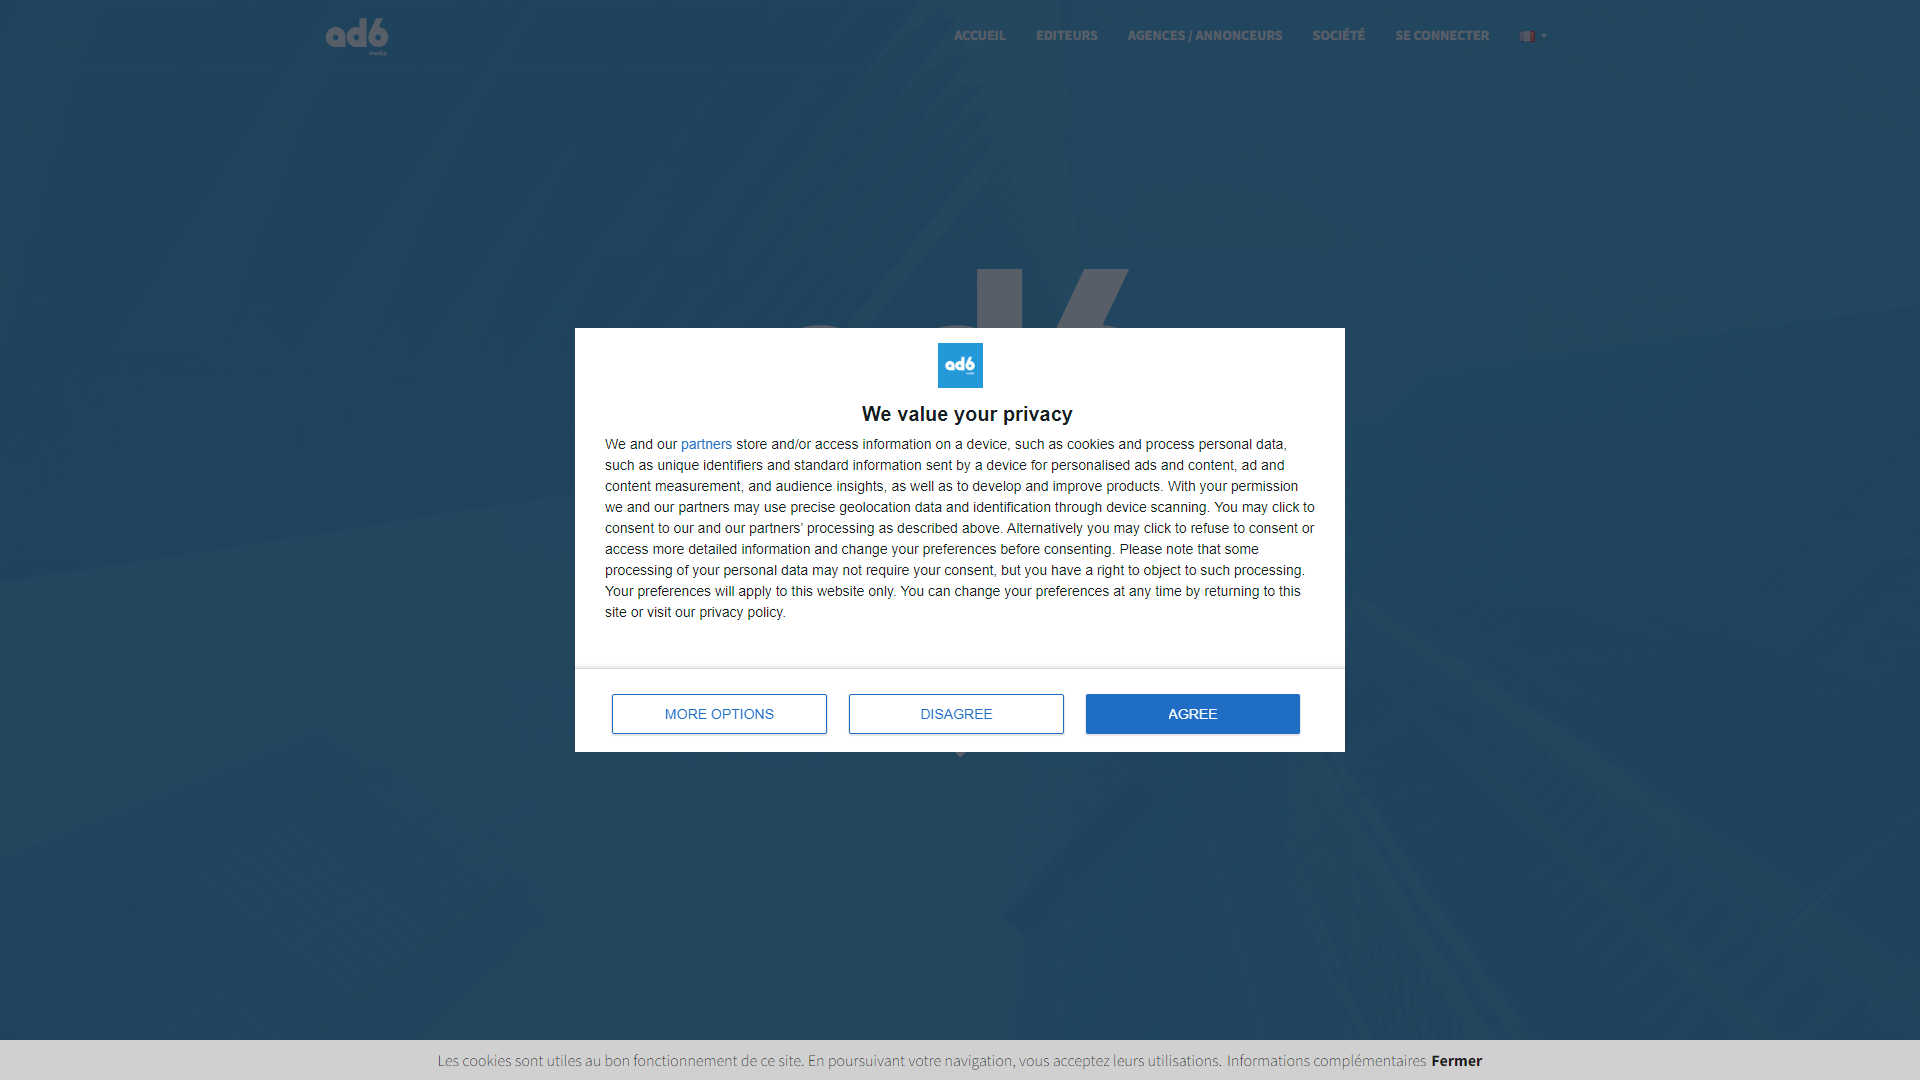 ad6
media
ACCUEIL
EDITEURS
AGENCES / ANNONCEURS
SOCIÉTÉ
SE CONNECTER
ad6
We value your privacy
We and our partners store and/or access information on a device, such as cookies and process personal data,
such as unique identifiers and standard information sent by a device for personalised ads and content, ad and
content measurement, and audience insights, as well as to develop and improve products. With your permission
we and our partners may use precise geolocation data and identification through device scanning. You may click to
consent to our and our partners’ processing as described above. Alternatively you may click to refuse to consent or
access more detailed information and change your preferences before consenting. Please note that some
processing of your personal data may not require your consent, but you have a right to object to such processing.
Your preferences will apply to this website only. You can change your preferences at any time by returning to this
site or visit our privacy policy.
MORE OPTIONS
DISAGREE
AGREE
Les cookies sont utiles au bon fonctionnement de ce site. En poursuivant votre navigation, vous acceptez leurs utilisations. Informations complémentaires Fermer